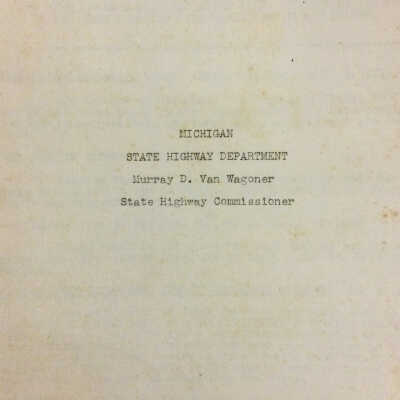 MICHIGAN
STATE HIGHWAY DEPARTMENT
Murray D. Van Wagoner
State Highway Commissioner